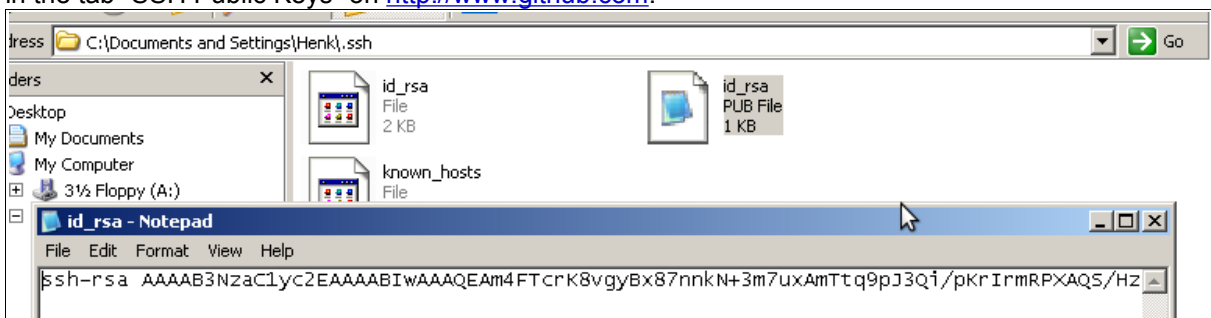 in the tab "SSH Public Keys" on http://www.github.com.
dress C:\Documents and Settings\Henk\.ssh Go
ders
id_rsa
File
2 KB
id_rsa
PUB File
1 KB
Desktop
My Documents
My Computer
3½ Floppy (A:)
known_hosts
File
id_rsa - Notepad
File Edit Format View Help
ssh-rsa AAAAB3NzaC1yc2EAAAABIwAAAQEAm4FTcrK8vgyBx87nnkN+3m7uxAmTtq9pJ3Qi/pKrIrmRPXAQS/Hz